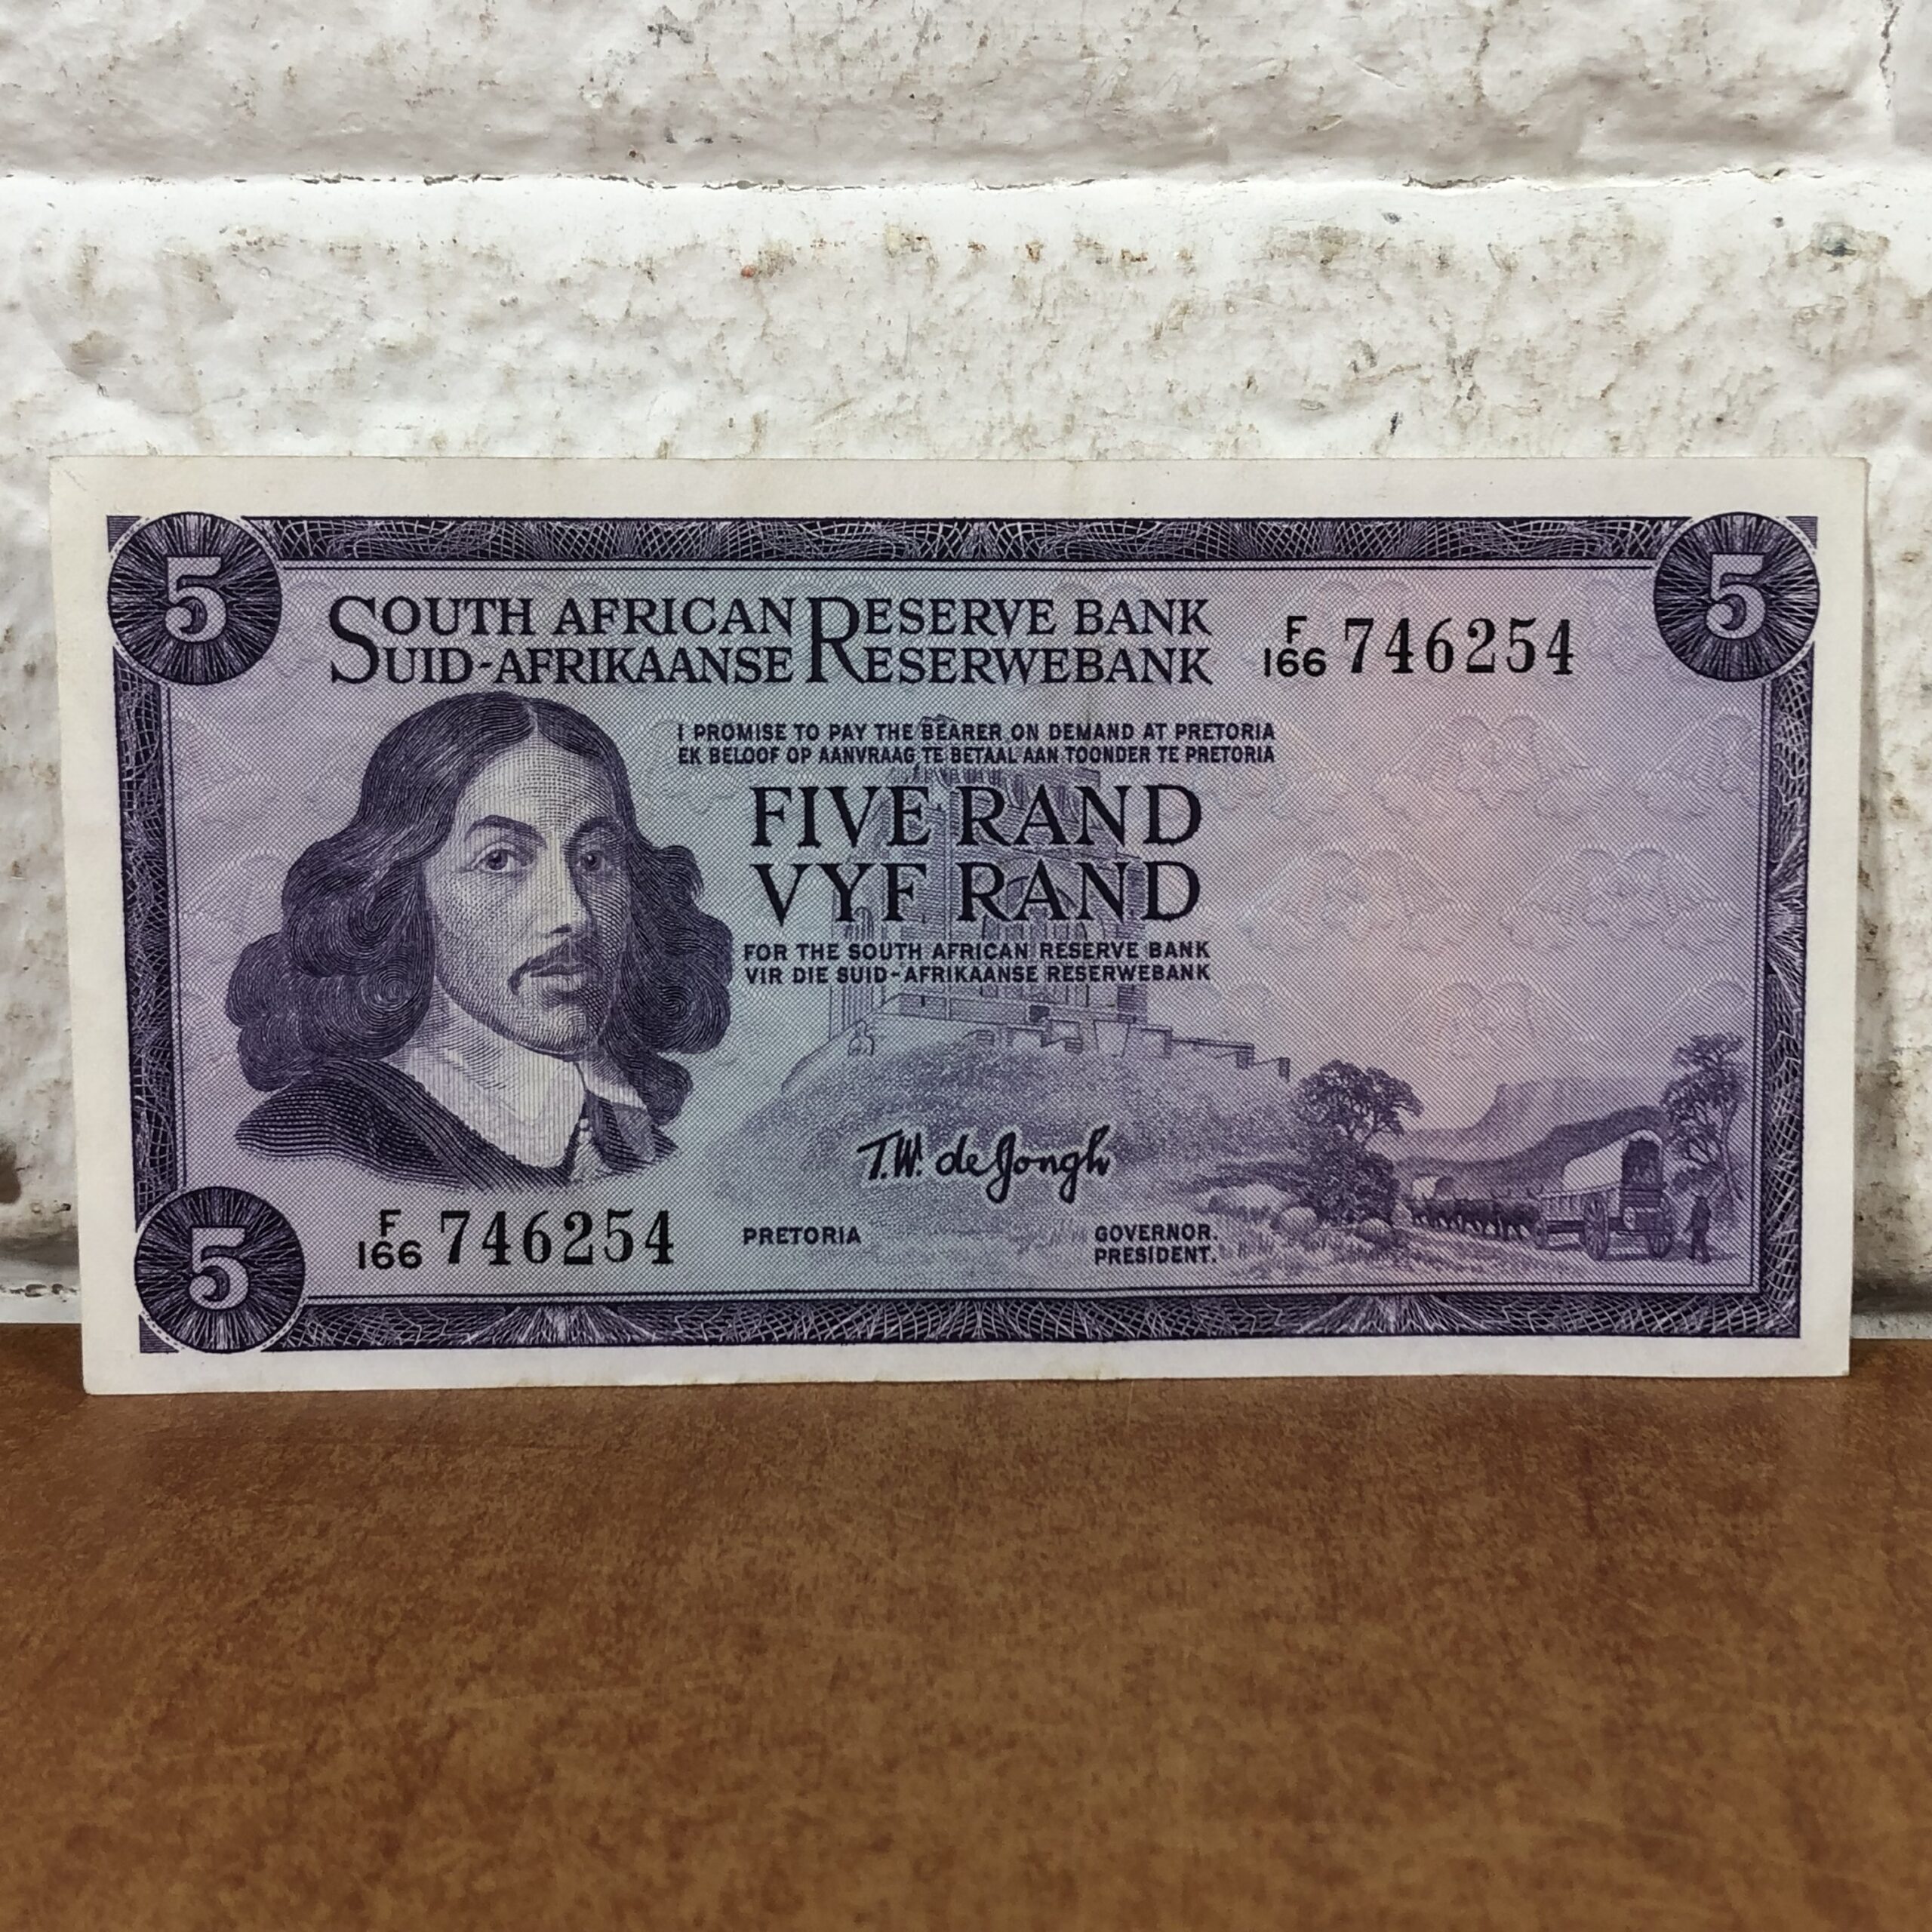 5
5
SOUTH AFRICAN RESERVE BANK
SUID-AFRIKAANSE RESERWEBANK
F
166 746254
I PROMISE TO PAY THE BEARER ON DEMAND AT PRETORIA
EK BELOOF OP AANVRAAG TE BETAAL AAN TOONDER TE PRETORIA
FIVE RAND
VYF RAND
FOR THE SOUTH AFRICAN RESERVE BANK
VIR DIE SUID-AFRIKAANSE RESERWEBANK
T.W. de Jongh
F
166 746254
PRETORIA
GOVERNOR.
PRESIDENT.
5